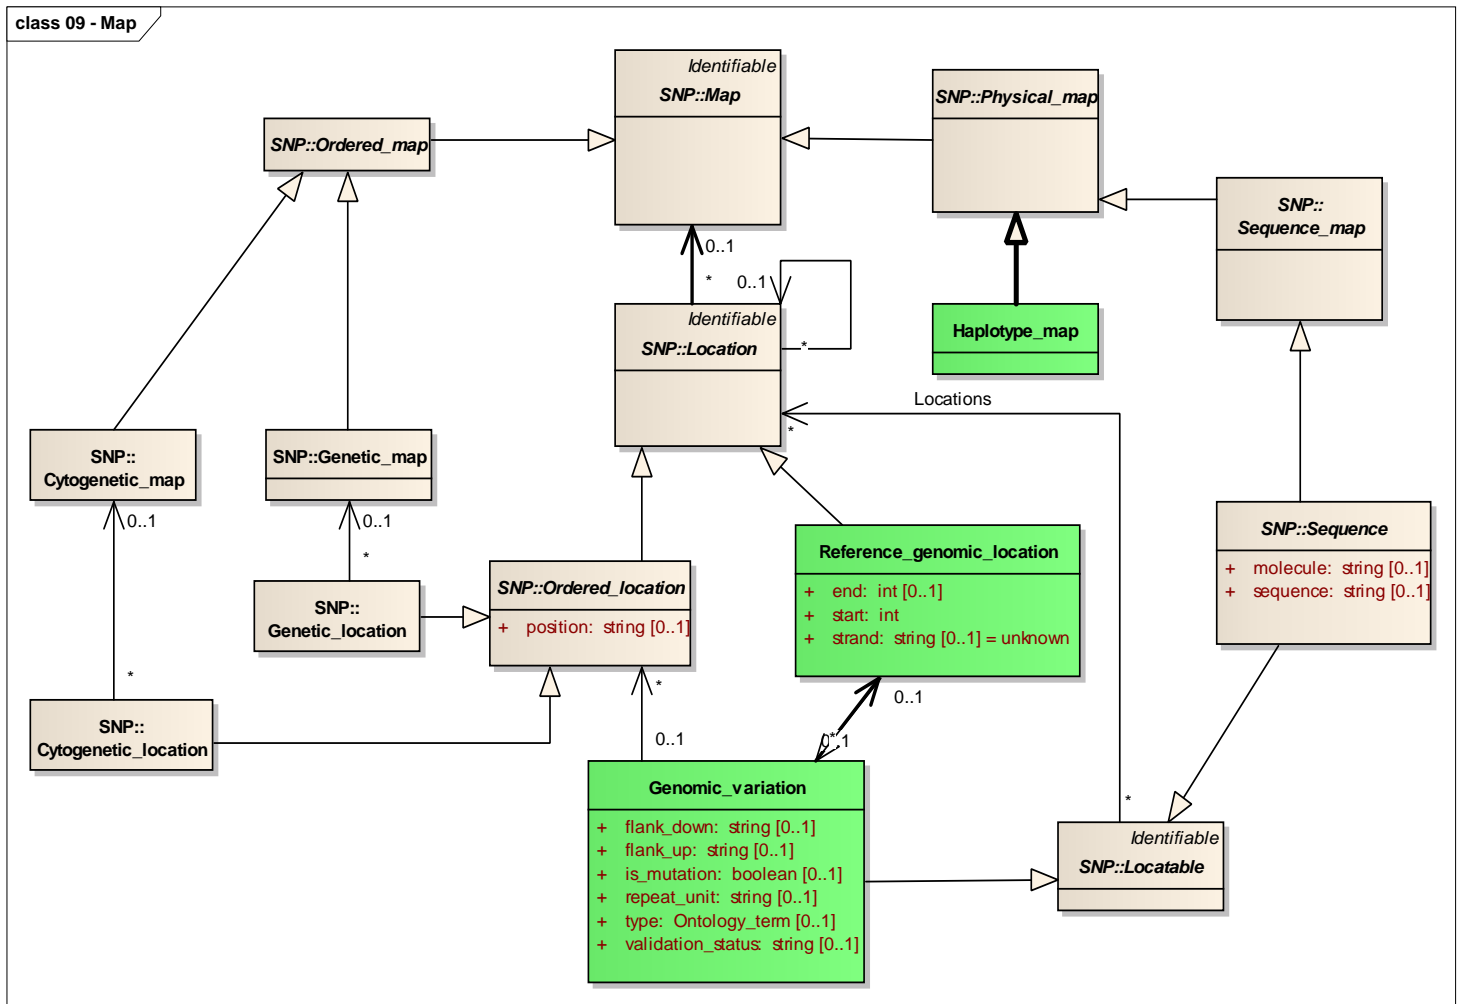 class 09 - Map
Identifiable
SNP::Map
SNP::Physical_map
SNP::Ordered_map
SNP::
Sequence_map
0..1
*
0..1
Identifiable
SNP::Location
*
Haplotype_map
Locations
*
SNP::
Cytogenetic_map
SNP::Genetic_map
0..1
0..1
*
SNP::
Genetic_location
SNP::Ordered_location
+ position: string [0..1]
Reference_genomic_location
+ end: int [0..1]
+ start: int
+ strand: string [0..1] = unknown
SNP::Sequence
+ molecule: string [0..1]
+ sequence: string [0..1]
*
SNP::
Cytogenetic_location
*
0..1
0..1
0..1
*
Genomic_variation
+ flank_down: string [0..1]
+ flank_up: string [0..1]
+ is_mutation: boolean [0..1]
+ repeat_unit: string [0..1]
+ type: Ontology_term [0..1]
+ validation_status: string [0..1]
*
Identifiable
SNP::Locatable